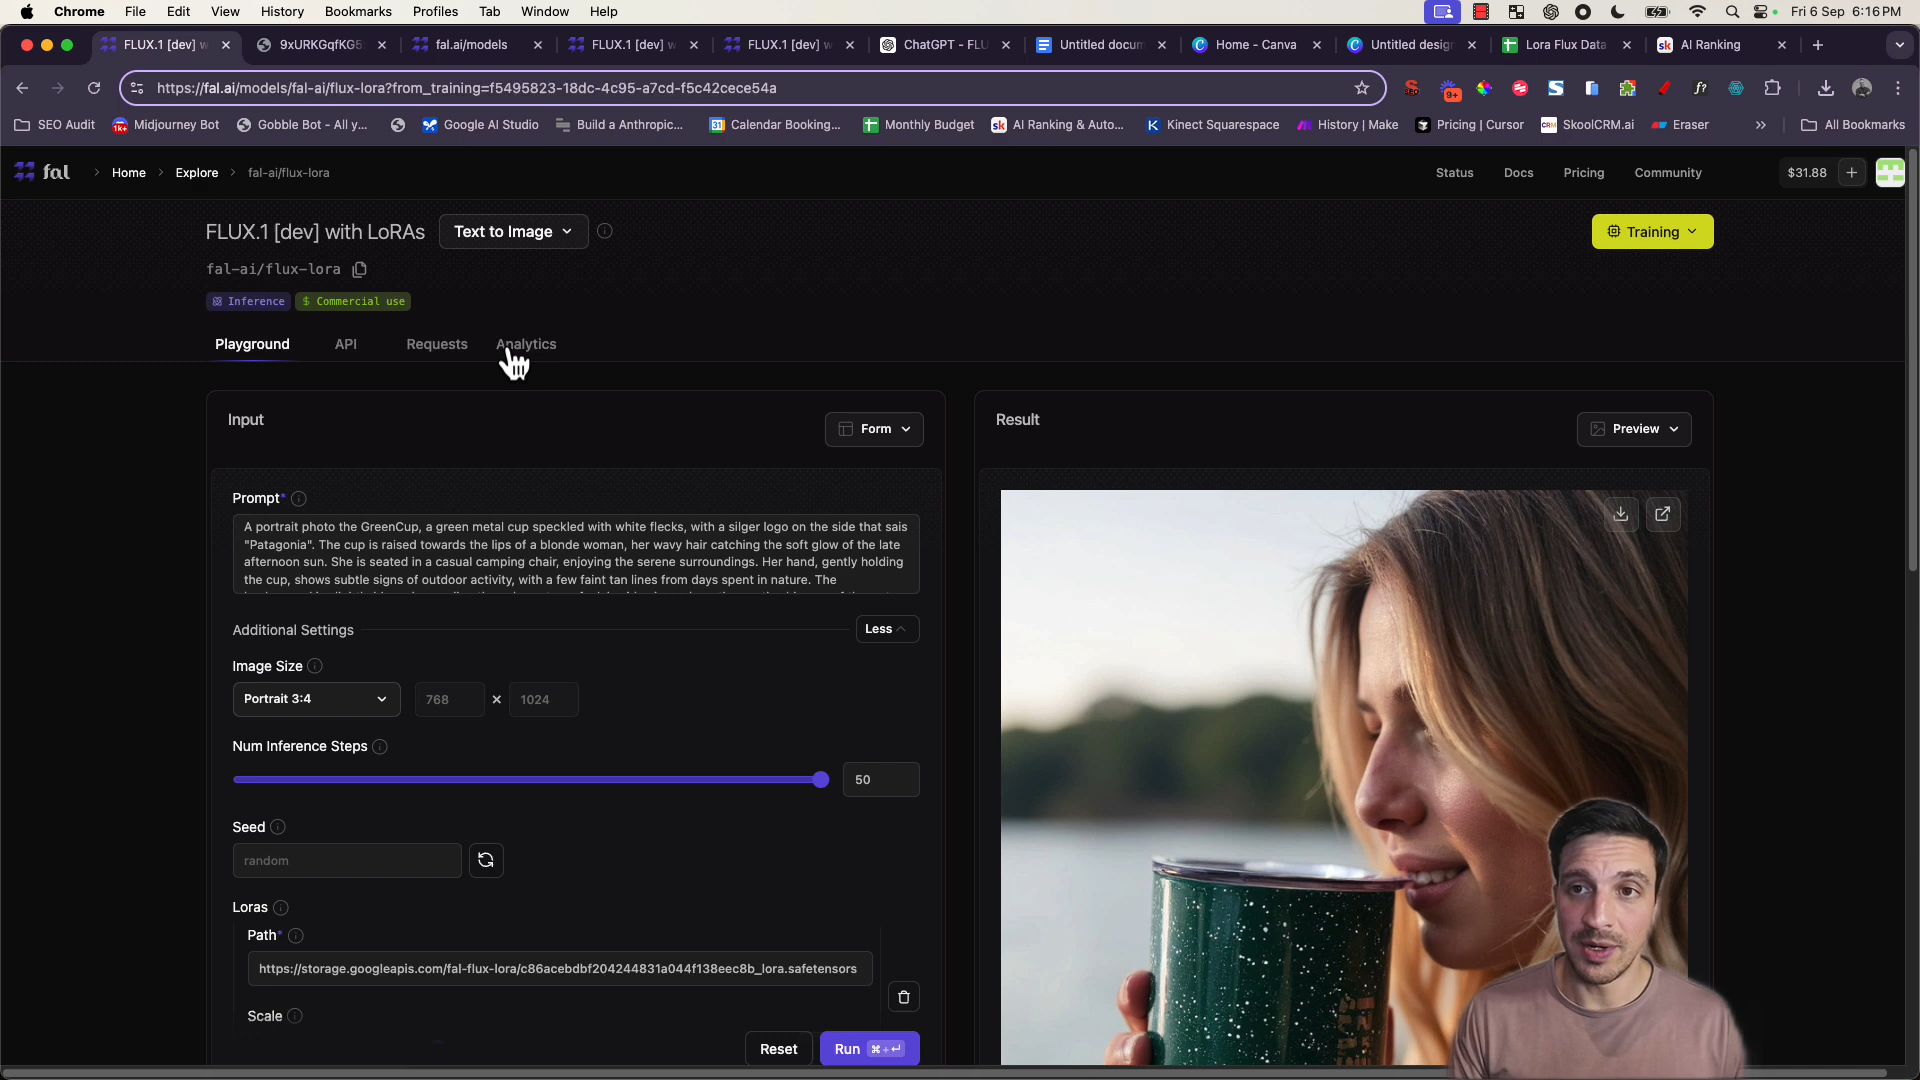 Chrome File Edit View History Bookmarks Profiles Tab Window Help Fri 6 Sep 6:16 PM
FLUX.1 [dev] w 9xURKGqfKG5 fal.ai/models FLUX.1 [dev] w FLUX.1 [dev] w ChatGPT - FLU Untitled docum Home - Canva Untitled desig Lora Flux Data AI Ranking
https://fal.ai/models/fal-ai/flux-lora?from_training=f5495823-18dc-4c95-a7cd-f5c42cece54a 9+
SEO Audit Midjourney Bot Gobble Bot - All y... Google AI Studio Build a Anthropic... Calendar Booking... Monthly Budget AI Ranking & Auto... Kinect Squarespace History | Make Pricing | Cursor SkoolCRM.ai Eraser All Bookmarks
fal Home Explore fal-ai/flux-lora Status Docs Pricing Community $31.88
FLUX.1 [dev] with LoRAs Text to Image Training
fal-ai/flux-lora
Inference $ Commercial use
Playground API Requests Analytics
Input Form
Result Preview
Prompt*
A portrait photo the GreenCup, a green metal cup speckled with white flecks, with a silger logo on the side that sais
"Patagonia". The cup is raised towards the lips of a blonde woman, her wavy hair catching the soft glow of the late
afternoon sun. She is seated in a casual camping chair, enjoying the serene surroundings. Her hand, gently holding
the cup, shows subtle signs of outdoor activity, with a few faint tan lines from days spent in nature. The
Additional Settings Less
Image Size
Portrait 3:4 768 × 1024
Num Inference Steps
50
Seed
random
Loras
Path*
https://storage.googleapis.com/fal-flux-lora/c86acebdbf204244831a044f138eec8b_lora.safetensors
Scale
Reset Run ⌘+↵